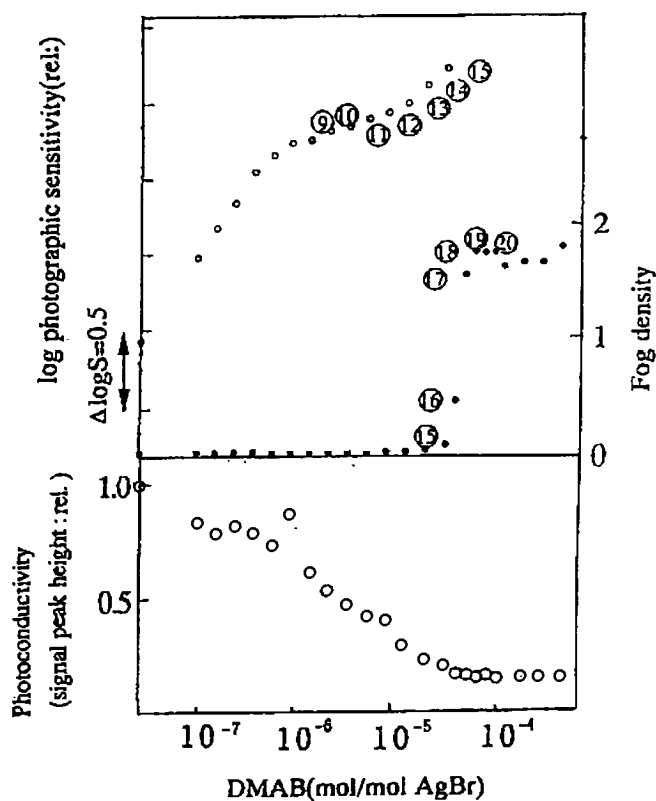 log photographic sensitivity(rel.)
ΔlogS=0.5
9 10 11 12 13 14 15
15 16 17 18 19 20
2
1
0
Fog density
Photoconductivity
(signal peak height:rel.)
1.0
0.5
10⁻⁷ 10⁻⁶ 10⁻⁵ 10⁻⁴
DMAB(mol/mol AgBr)